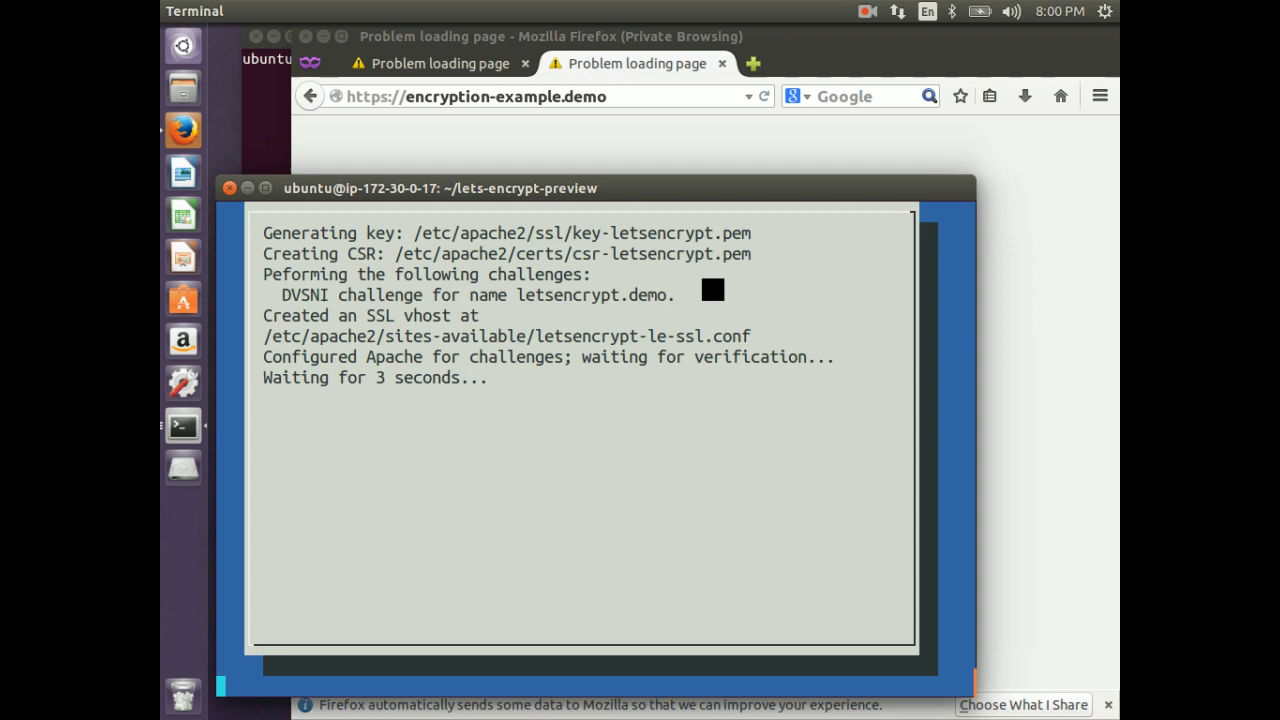 Terminal
En
8:00 PM
Problem loading page - Mozilla Firefox (Private Browsing)
ubuntu
Problem loading page
Problem loading page
https://encryption-example.demo
8
Google
ubuntu@ip-172-30-0-17: ~/lets-encrypt-preview
Generating key: /etc/apache2/ssl/key-letsencrypt.pem
Creating CSR: /etc/apache2/certs/csr-letsencrypt.pem
Peforming the following challenges:
DVSNI challenge for name letsencrypt.demo.
Created an SSL vhost at
/etc/apache2/sites-available/letsencrypt-le-ssl.conf
Configured Apache for challenges; waiting for verification...
Waiting for 3 seconds...
Firefox automatically sends some data to Mozilla so that we can improve your experience.
Choose What I Share